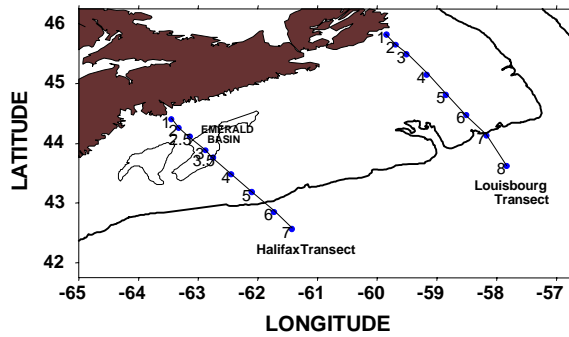 46
45
44
43
42
LATITUDE
1
2
3
4
5
6
7
8
Louisbourg
Transect
1
2
2.5
EMERALD
BASIN
3
3.5
4
5
6
7
HalifaxTransect
-65 -64 -63 -62 -61 -60 -59 -58 -57
LONGITUDE